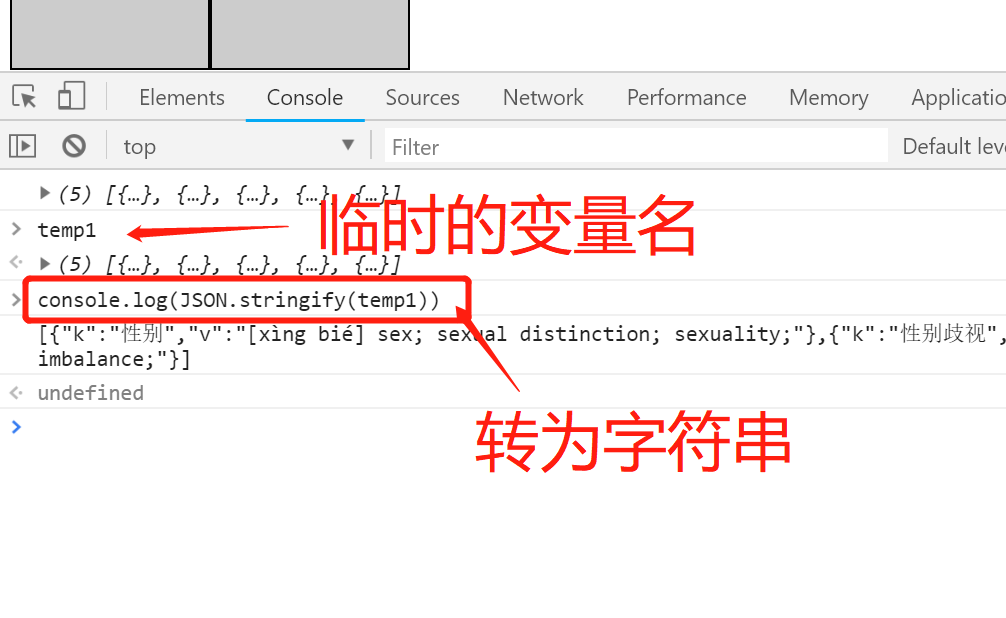 Elements Console Sources Network Performance Memory Applicatio
top Filter Default lev
(5) [{…}, {…}, {…}, {…}, {…}]
temp1
临时的变量名
(5) [{…}, {…}, {…}, {…}, {…}]
console.log(JSON.stringify(temp1))
[{"k":"性别","v":"[xìng bié] sex; sexual distinction; sexuality;"},{"k":"性别歧视",
imbalance;"}]
undefined
转为字符串